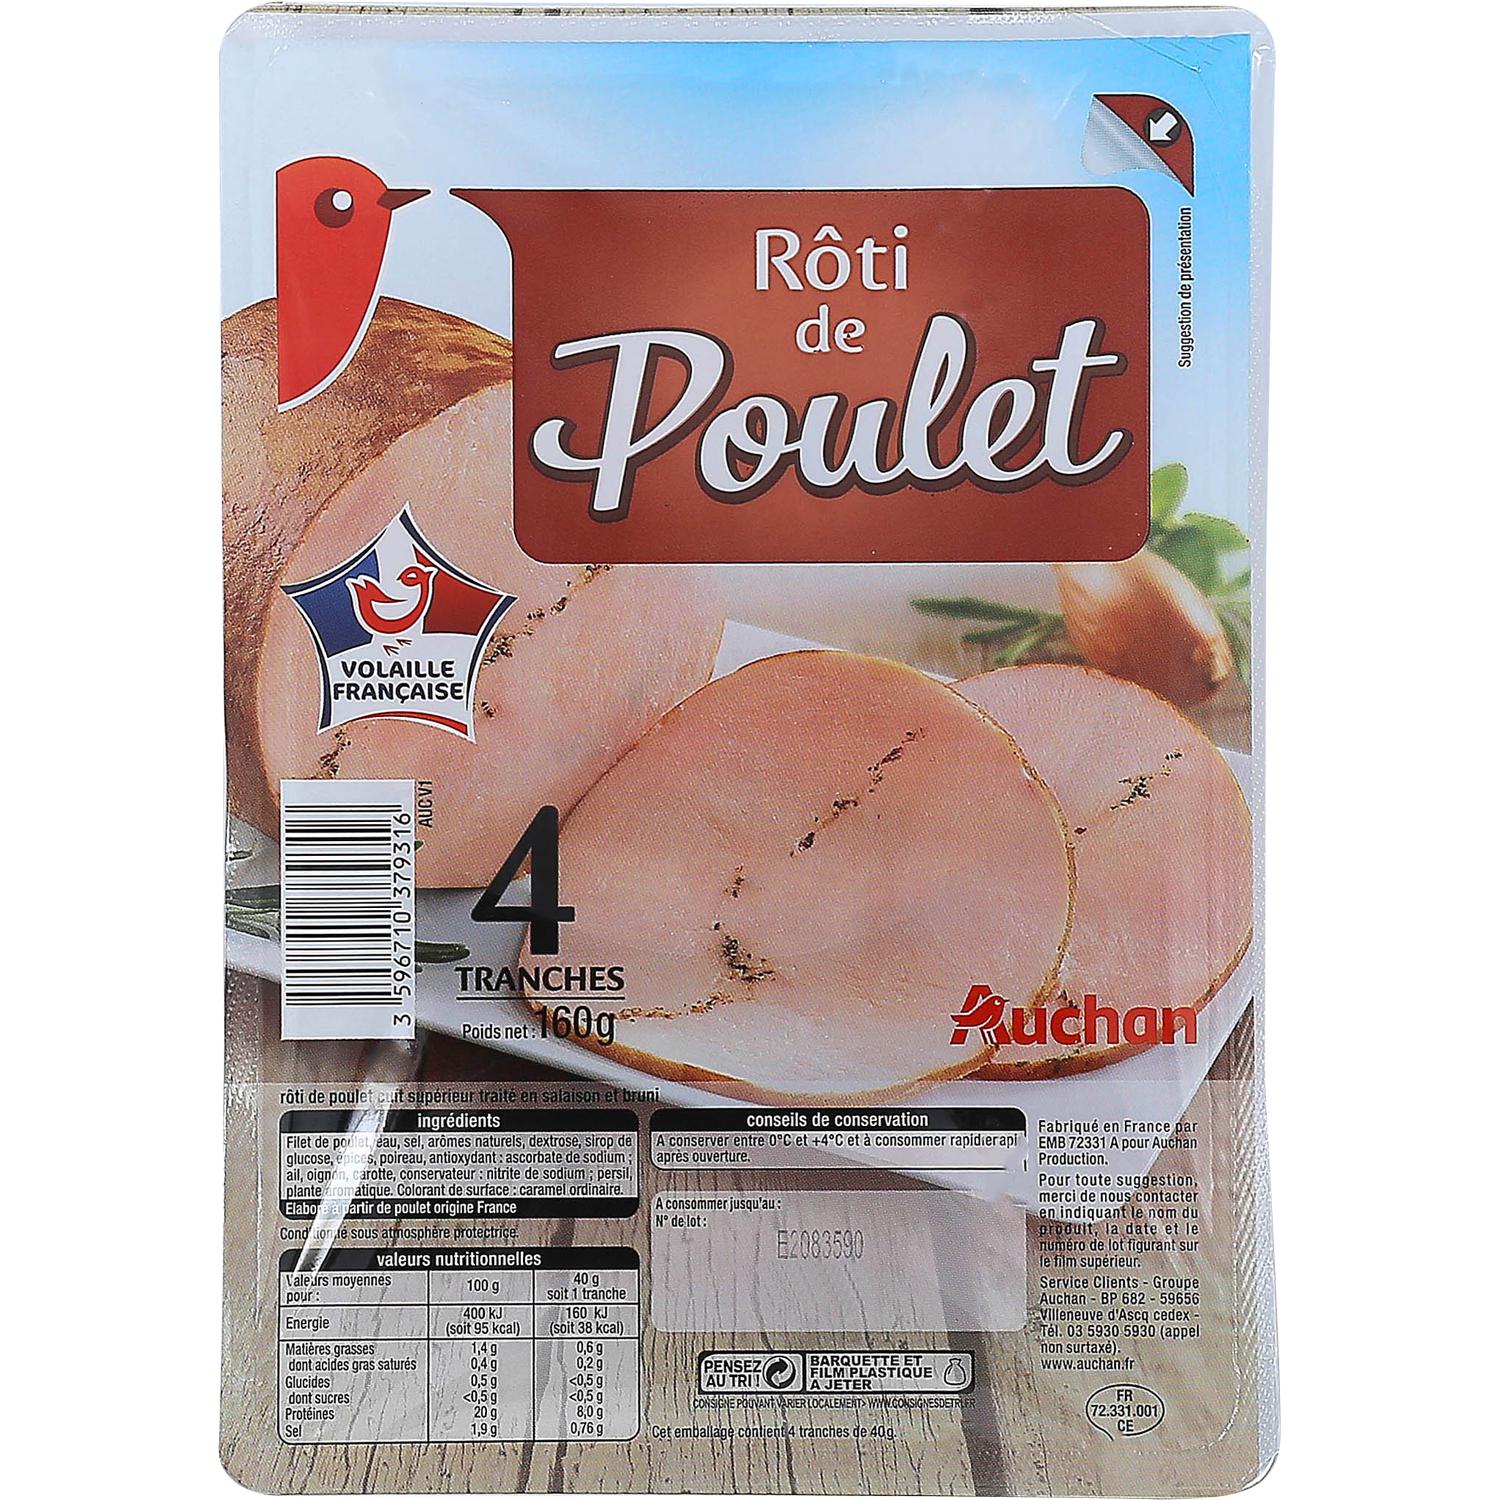 Rôti
de
Poulet
Suggestion de présentation
VOLAILLE
FRANÇAISE
AUCV1
3 596710 379316
4
TRANCHES
Poids net : 160g
Auchan
rôti de poulet cuit supérieur traité en salaison et bruni
ingrédients
Filet de poulet, eau, sel, arômes naturels, dextrose, sirop de
glucose, épices, poireau, antioxydant : ascorbate de sodium ;
ail, oignon, carotte, conservateur : nitrite de sodium ; persil,
plante aromatique. Colorant de surface : caramel ordinaire.
Elaboré à partir de poulet origine France
Conditionné sous atmosphère protectrice.
valeurs nutritionnelles
Valeurs moyennes pour : 100 g 40 g soit 1 tranche
Energie 400 kJ (soit 95 kcal) 160 kJ (soit 38 kcal)
Matières grasses 1,4 g 0,6 g
dont acides gras saturés 0,4 g 0,2 g
Glucides 0,5 g <0,5 g
dont sucres <0,5 g <0,5 g
Protéines 20 g 8,0 g
Sel 1,9 g 0,76 g
conseils de conservation
A conserver entre 0°C et +4°C et à consommer
après ouverture.
A consommer jusqu'au :
N° de lot :
E2083590
PENSEZ
AU TRI !
BARQUETTE ET
FILM PLASTIQUE
A JETER
CONSIGNE POUVANT VARIER LOCALEMENT> WWW.CONSIGNESDETRI.FR
Cet emballage contient 4 tranches de 40g.
Fabriqué en France par
EMB 72331 A pour Auchan
Production.
Pour toute suggestion,
merci de nous contacter
en indiquant le nom du
produit, la date et le
numéro de lot figurant sur
le film supérieur.
Service Clients - Groupe
Auchan - BP 682 - 59656
Villeneuve d'Ascq cedex -
Tél. 03 5930 5930 (appel
non surtaxé).
www.auchan.fr
FR
72.331.001
CE